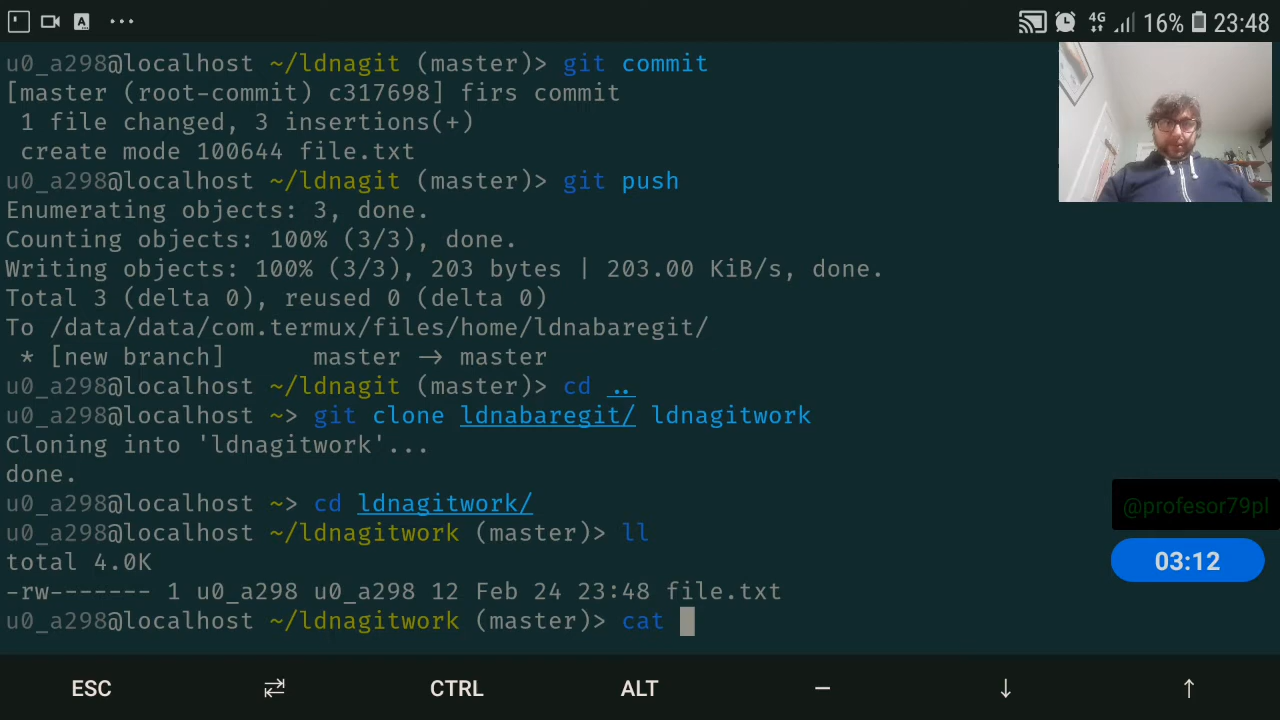 A ... 4G 16% 23:48
u0_a298@localhost ~/ldnagit (master)> git commit
[master (root-commit) c317698] firs commit
1 file changed, 3 insertions(+)
create mode 100644 file.txt
u0_a298@localhost ~/ldnagit (master)> git push
Enumerating objects: 3, done.
Counting objects: 100% (3/3), done.
Writing objects: 100% (3/3), 203 bytes | 203.00 KiB/s, done.
Total 3 (delta 0), reused 0 (delta 0)
To /data/data/com.termux/files/home/ldnabaregit/
* [new branch] master -> master
u0_a298@localhost ~/ldnagit (master)> cd ..
u0_a298@localhost ~> git clone ldnabaregit/ ldnagitwork
Cloning into 'ldnagitwork'...
done.
u0_a298@localhost ~> cd ldnagitwork/
u0_a298@localhost ~/ldnagitwork (master)> ll
total 4.0K
-rw------- 1 u0_a298 u0_a298 12 Feb 24 23:48 file.txt
u0_a298@localhost ~/ldnagitwork (master)> cat
@profesor79pl
03:12
ESC ⇄ CTRL ALT – ↓ ↑